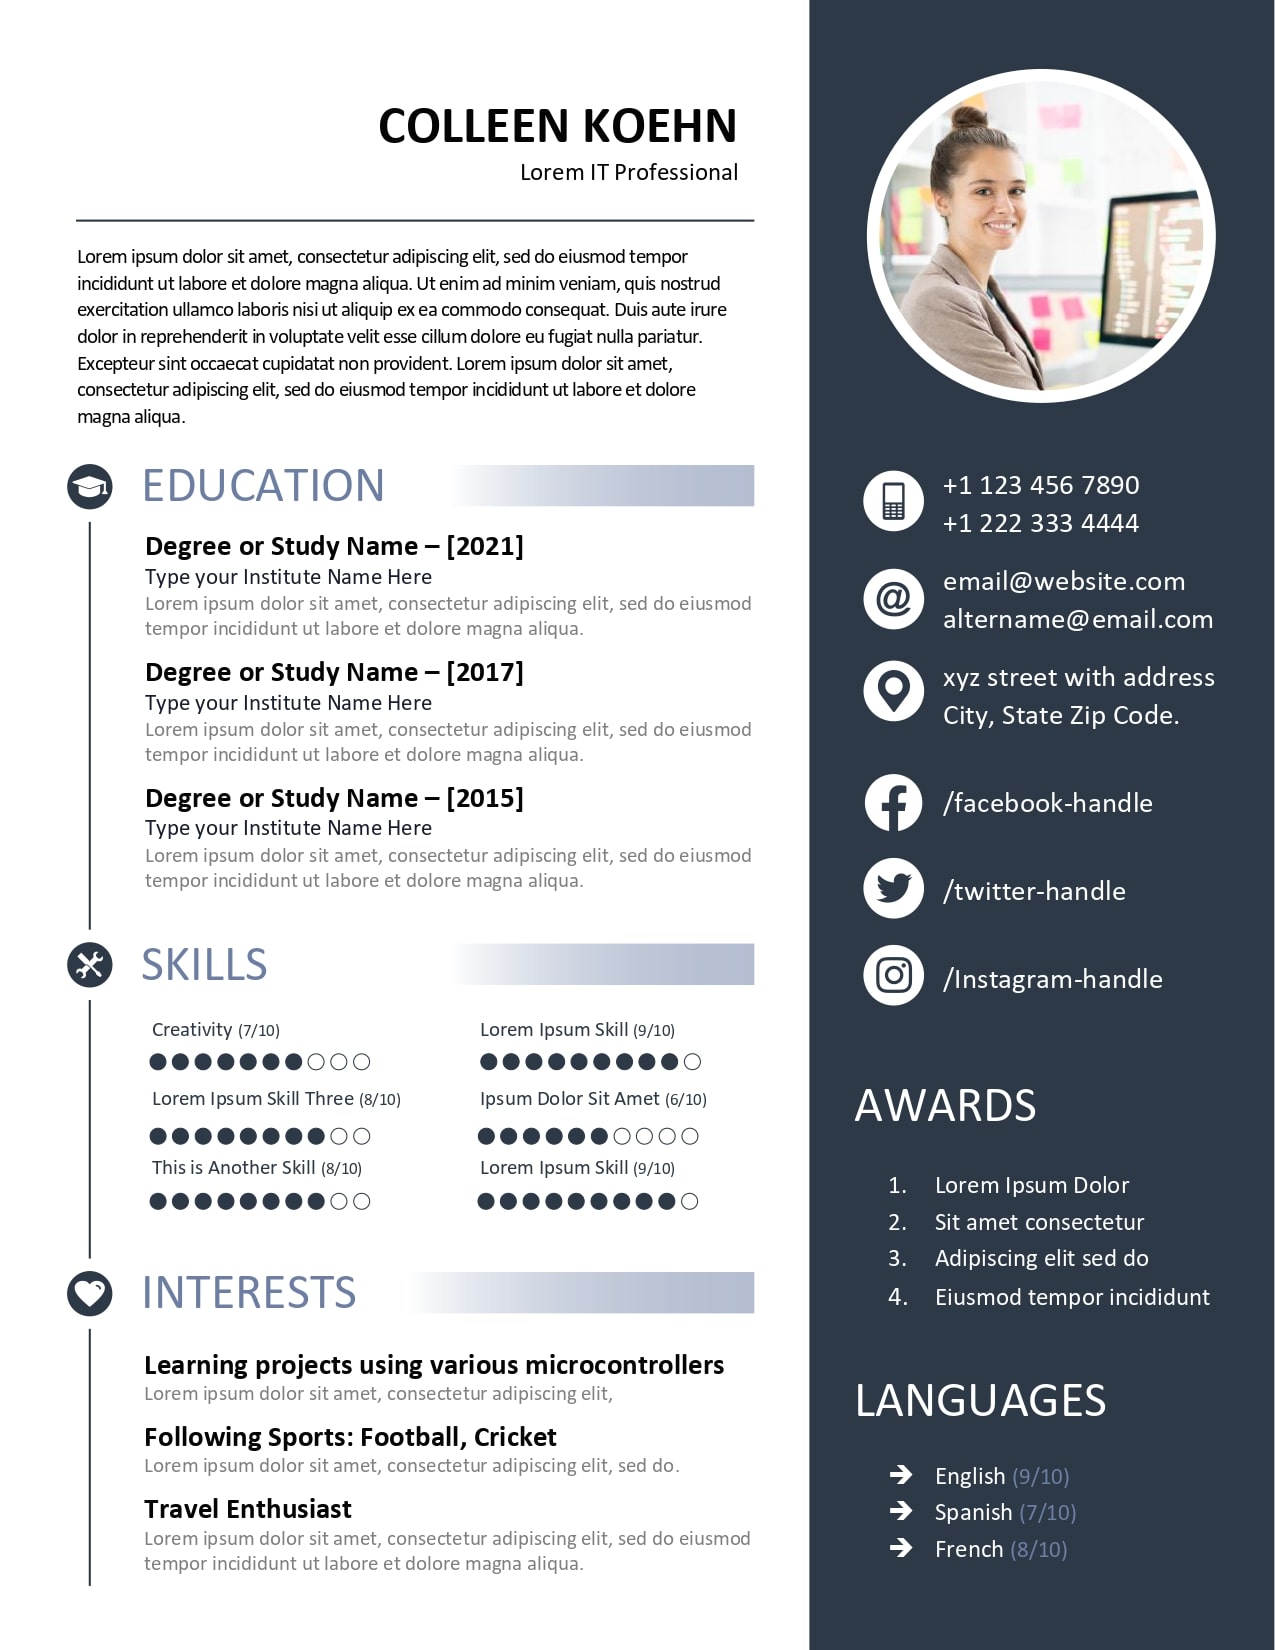 COLLEEN KOEHN
Lorem IT Professional
Lorem ipsum dolor sit amet, consectetur adipiscing elit, sed do eiusmod tempor
incididunt ut labore et dolore magna aliqua. Ut enim ad minim veniam, quis nostrud
exercitation ullamco laboris nisi ut aliquip ex ea commodo consequat. Duis aute irure
dolor in reprehenderit in voluptate velit esse cillum dolore eu fugiat nulla pariatur.
Excepteur sint occaecat cupidatat non provident. Lorem ipsum dolor sit amet,
consectetur adipiscing elit, sed do eiusmod tempor incididunt ut labore et dolore
magna aliqua.
EDUCATION
Degree or Study Name – [2021]
Type your Institute Name Here
Lorem ipsum dolor sit amet, consectetur adipiscing elit, sed do eiusmod
tempor incididunt ut labore et dolore magna aliqua.
Degree or Study Name – [2017]
Type your Institute Name Here
Lorem ipsum dolor sit amet, consectetur adipiscing elit, sed do eiusmod
tempor incididunt ut labore et dolore magna aliqua.
Degree or Study Name – [2015]
Type your Institute Name Here
Lorem ipsum dolor sit amet, consectetur adipiscing elit, sed do eiusmod
tempor incididunt ut labore et dolore magna aliqua.
SKILLS
Creativity (7/10)
Lorem Ipsum Skill (9/10)
Lorem Ipsum Skill Three (8/10)
Ipsum Dolor Sit Amet (6/10)
This is Another Skill (8/10)
Lorem Ipsum Skill (9/10)
INTERESTS
Learning projects using various microcontrollers
Lorem ipsum dolor sit amet, consectetur adipiscing elit,
Following Sports: Football, Cricket
Lorem ipsum dolor sit amet, consectetur adipiscing elit, sed do.
Travel Enthusiast
Lorem ipsum dolor sit amet, consectetur adipiscing elit, sed do eiusmod
tempor incididunt ut labore et dolore magna aliqua.
+1 123 456 7890
+1 222 333 4444
email@website.com
altername@email.com
xyz street with address
City, State Zip Code.
/facebook-handle
/twitter-handle
/Instagram-handle
AWARDS
1. Lorem Ipsum Dolor
2. Sit amet consectetur
3. Adipiscing elit sed do
4. Eiusmod tempor incididunt
LANGUAGES
English (9/10)
Spanish (7/10)
French (8/10)